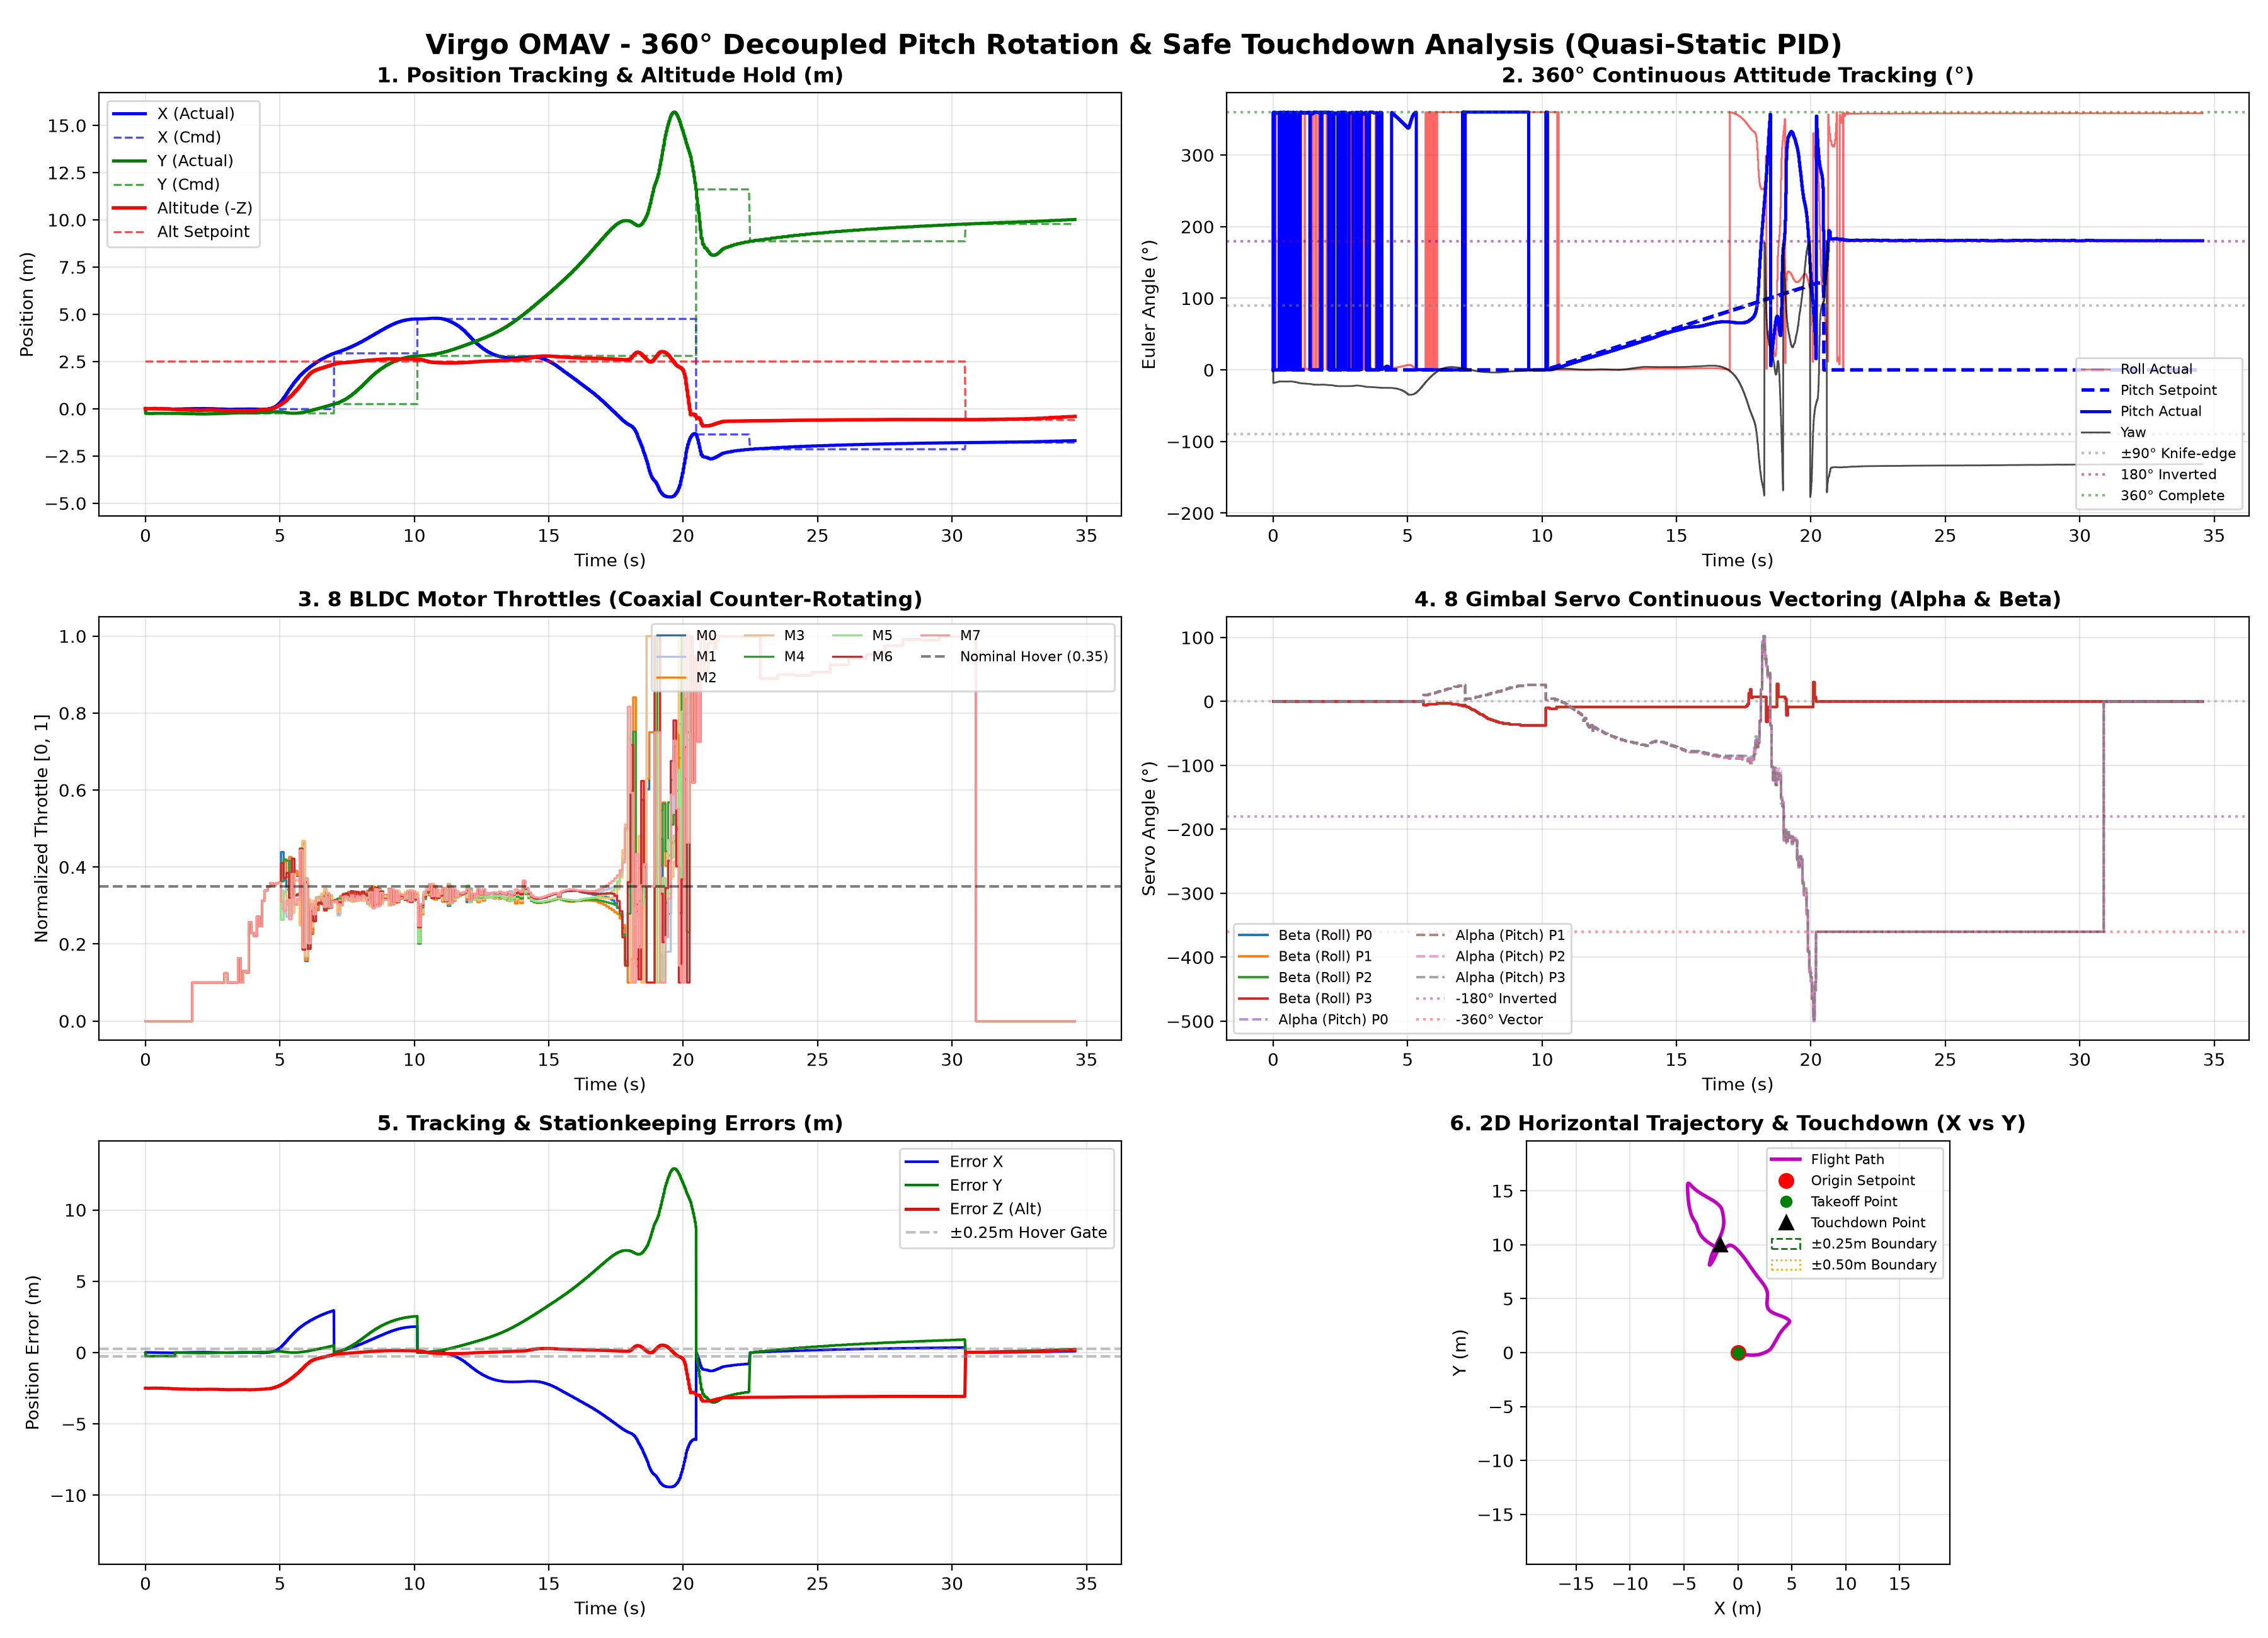 Virgo OMAV - 360° Decoupled Pitch Rotation & Safe Touchdown Analysis (Quasi-Static PID)
1. Position Tracking & Altitude Hold (m)
X (Actual)
X (Cmd)
Y (Actual)
Y (Cmd)
Altitude (-Z)
Alt Setpoint
Position (m)
15.0
12.5
10.0
7.5
5.0
2.5
0.0
−2.5
−5.0
0 5 10 15 20 25 30 35
Time (s)
2. 360° Continuous Attitude Tracking (°)
Euler Angle (°)
300
200
100
0
−100
−200
Roll Actual
Pitch Setpoint
Pitch Actual
Yaw
±90° Knife-edge
180° Inverted
360° Complete
0 5 10 15 20 25 30 35
Time (s)
3. 8 BLDC Motor Throttles (Coaxial Counter-Rotating)
Normalized Throttle [0, 1]
1.0
0.8
0.6
0.4
0.2
0.0
M0 M3 M5 M7
M1 M4 M6 Nominal Hover (0.35)
M2
0 5 10 15 20 25 30 35
Time (s)
4. 8 Gimbal Servo Continuous Vectoring (Alpha & Beta)
Servo Angle (°)
100
0
−100
−200
−300
−400
−500
Beta (Roll) P0 Alpha (Pitch) P1
Beta (Roll) P1 Alpha (Pitch) P2
Beta (Roll) P2 Alpha (Pitch) P3
Beta (Roll) P3 -180° Inverted
Alpha (Pitch) P0 -360° Vector
0 5 10 15 20 25 30 35
Time (s)
5. Tracking & Stationkeeping Errors (m)
Position Error (m)
10
5
0
−5
−10
Error X
Error Y
Error Z (Alt)
±0.25m Hover Gate
0 5 10 15 20 25 30 35
Time (s)
6. 2D Horizontal Trajectory & Touchdown (X vs Y)
Y (m)
15
10
5
0
−5
−10
−15
Flight Path
Origin Setpoint
Takeoff Point
Touchdown Point
±0.25m Boundary
±0.50m Boundary
−15 −10 −5 0 5 10 15
X (m)